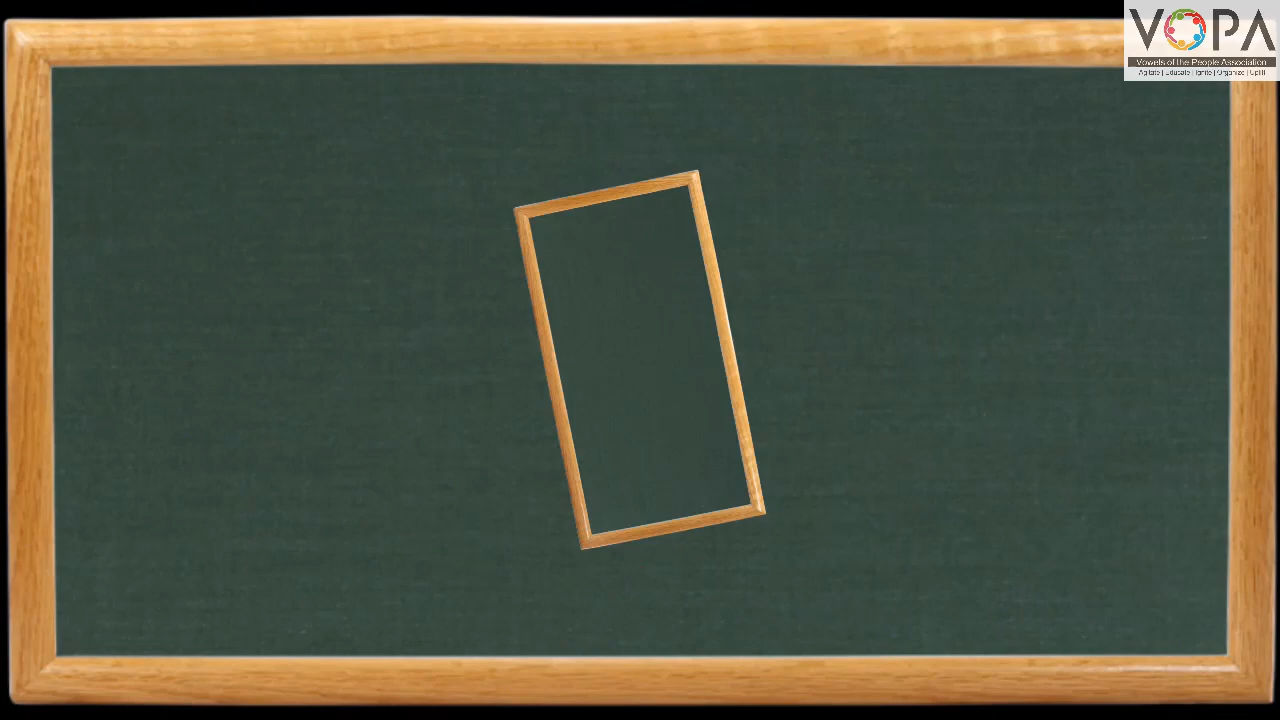 VOPA
Vowels of the People Association
Agitate | Educate | Ignite | Organize | Uplift